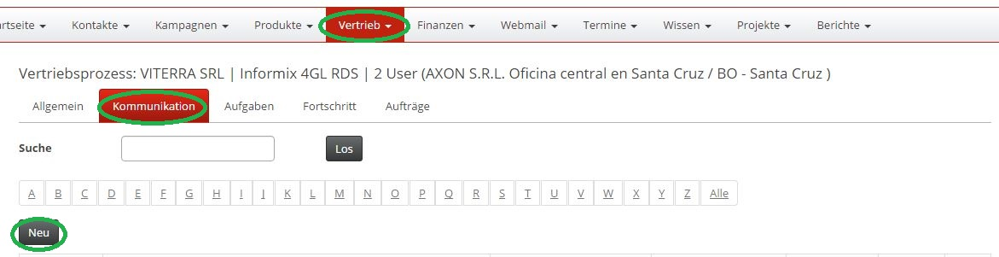 rtseite Kontakte Kampagnen Produkte Vertrieb Finanzen Webmail Termine Wissen Projekte Berichte
Vertriebsprozess: VITERRA SRL | Informix 4GL RDS | 2 User (AXON S.R.L. Oficina central en Santa Cruz / BO - Santa Cruz )
Allgemein Kommunikation Aufgaben Fortschritt Aufträge
Suche Los
A B C D E F G H I J K L M N O P Q R S T U V W X Y Z Alle
Neu